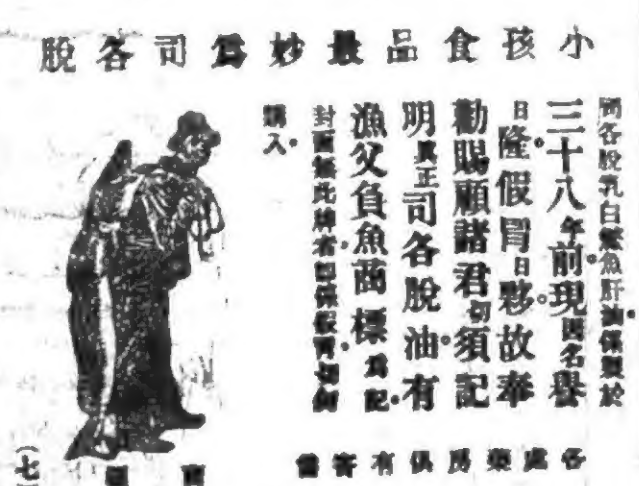 小孩食品最妙爲司各脫
司各脫乳白鰵魚肝油係製於
三十八年前。現因名譽
日隆。假冒日夥。故奉
勸賜顧諸君切須記
明真正司各脫油。有
漁父負魚商標爲記。
封面無此牌者卽係假冒。切勿
購入。
各處藥房俱有寄售
(七